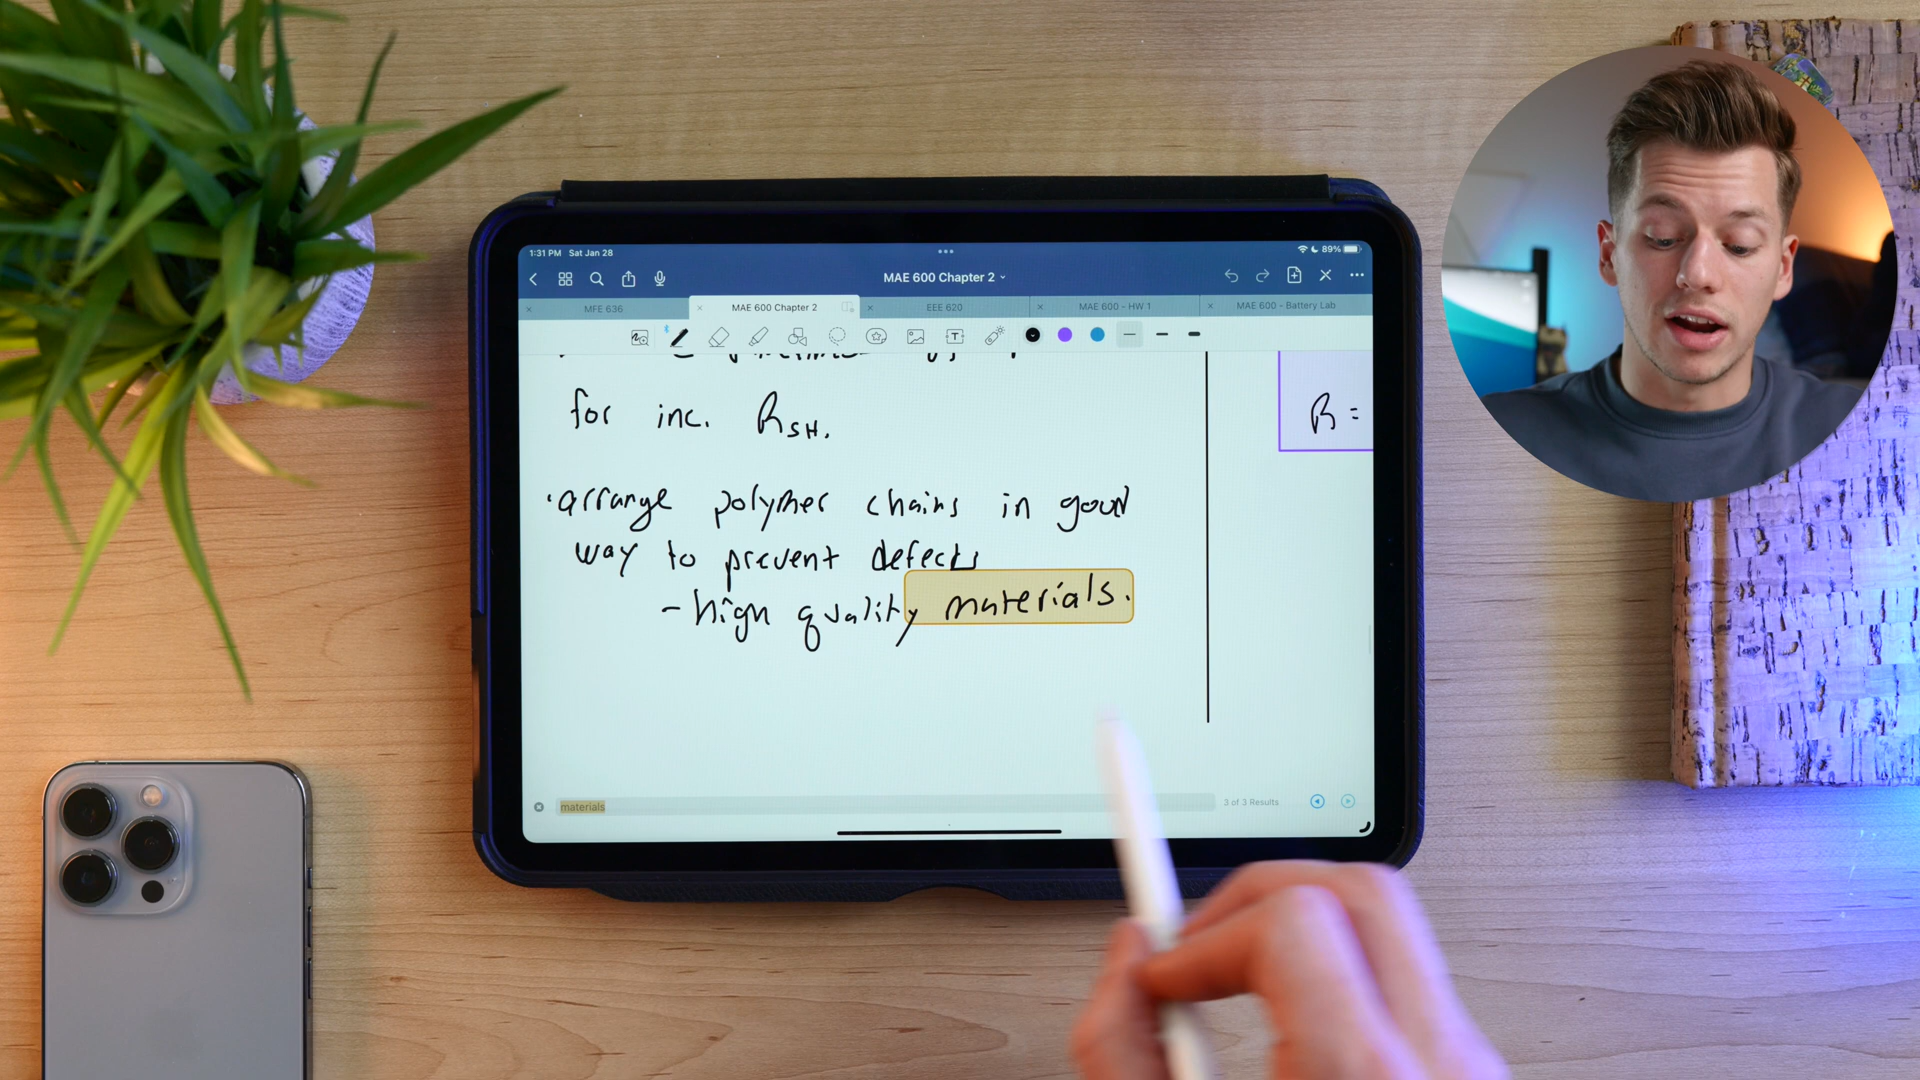 1:31 PM Sat Jan 28
89%
MAE 600 Chapter 2
MFE 636
MAE 600 Chapter 2
EEE 620
MAE 600 - HW 1
MAE 600 - Battery Lab
T
for inc. RSH.
R =
·arrange polymer chains in good
way to prevent defects
- high quality materials.
materials
3 of 3 Results